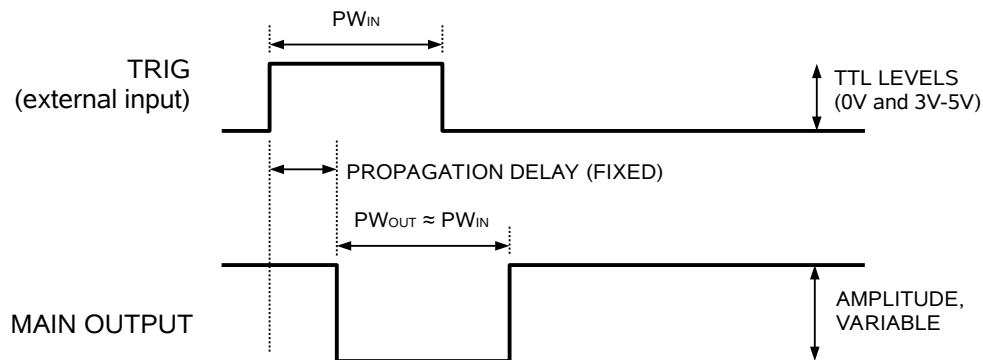 PWIN
TRIG
(external input)
TTL LEVELS
(0V and 3V-5V)
PROPAGATION DELAY (FIXED)
PWOUT ≈ PWIN
MAIN OUTPUT
AMPLITUDE,
VARIABLE